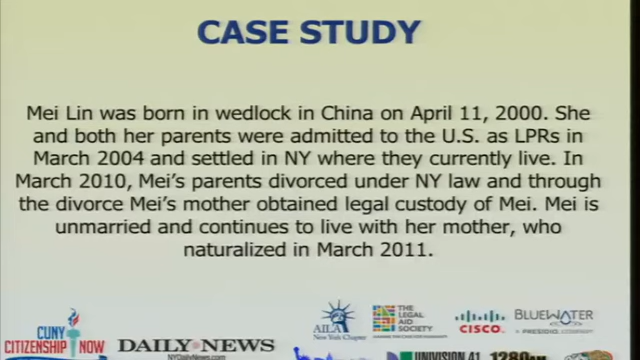 CASE STUDY
Mei Lin was born in wedlock in China on April 11, 2000. She
and both her parents were admitted to the U.S. as LPRs in
March 2004 and settled in NY where they currently live. In
March 2010, Mei's parents divorced under NY law and through
the divorce Mei's mother obtained legal custody of Mei. Mei is
unmarried and continues to live with her mother, who
naturalized in March 2011.
CUNY
CITIZENSHIP NOW
DAILY NEWS
NYDailyNews.com
AILA
New York Chapter
THE
LEGAL AID
SOCIETY
CISCO.
BLUEWATER
A PRESIDIO COMPANY
UNIVISION 41
1280